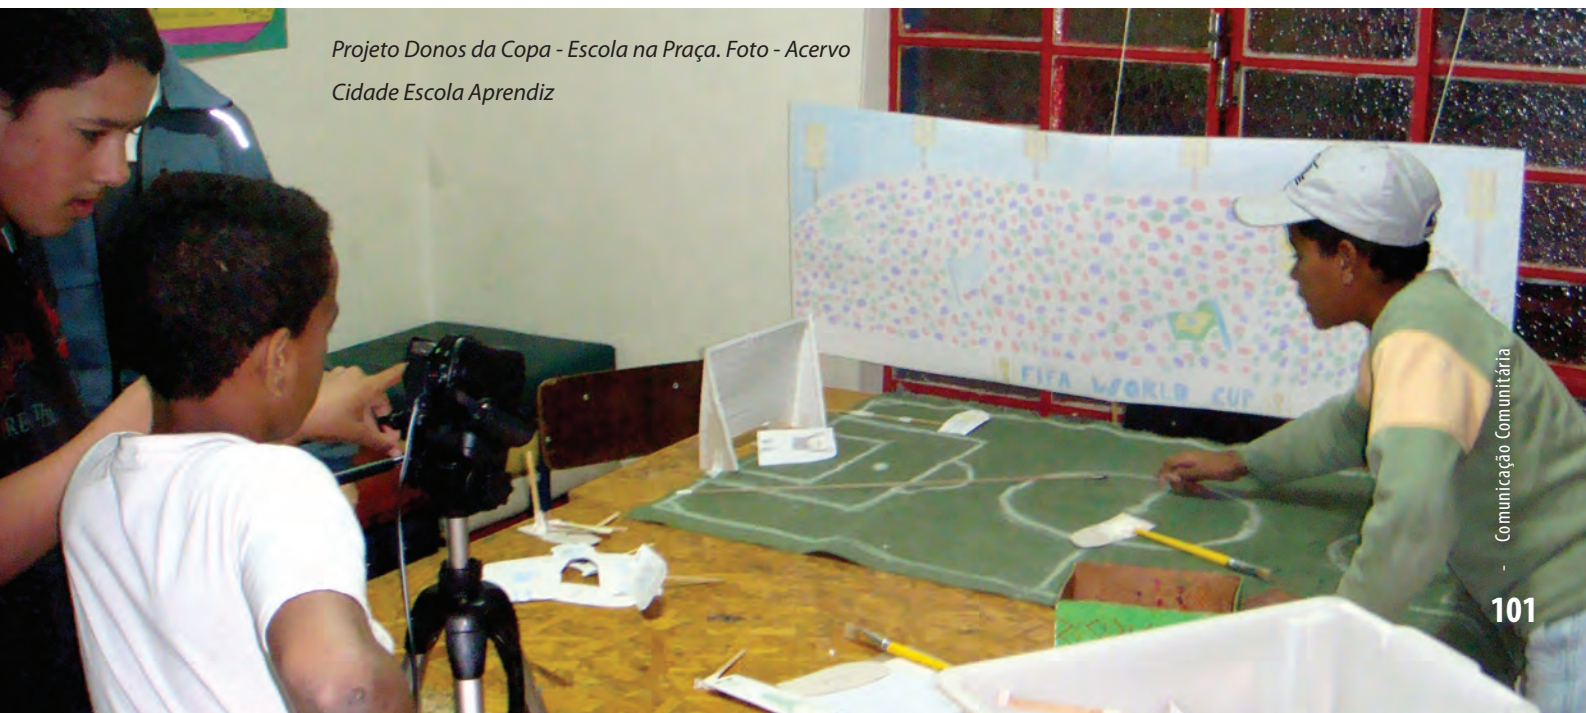 Projeto Donos da Copa - Escola na Praça. Foto - Acervo
Cidade Escola Aprendiz
FIFA WORLD CUP
- Comunicação Comunitária
101